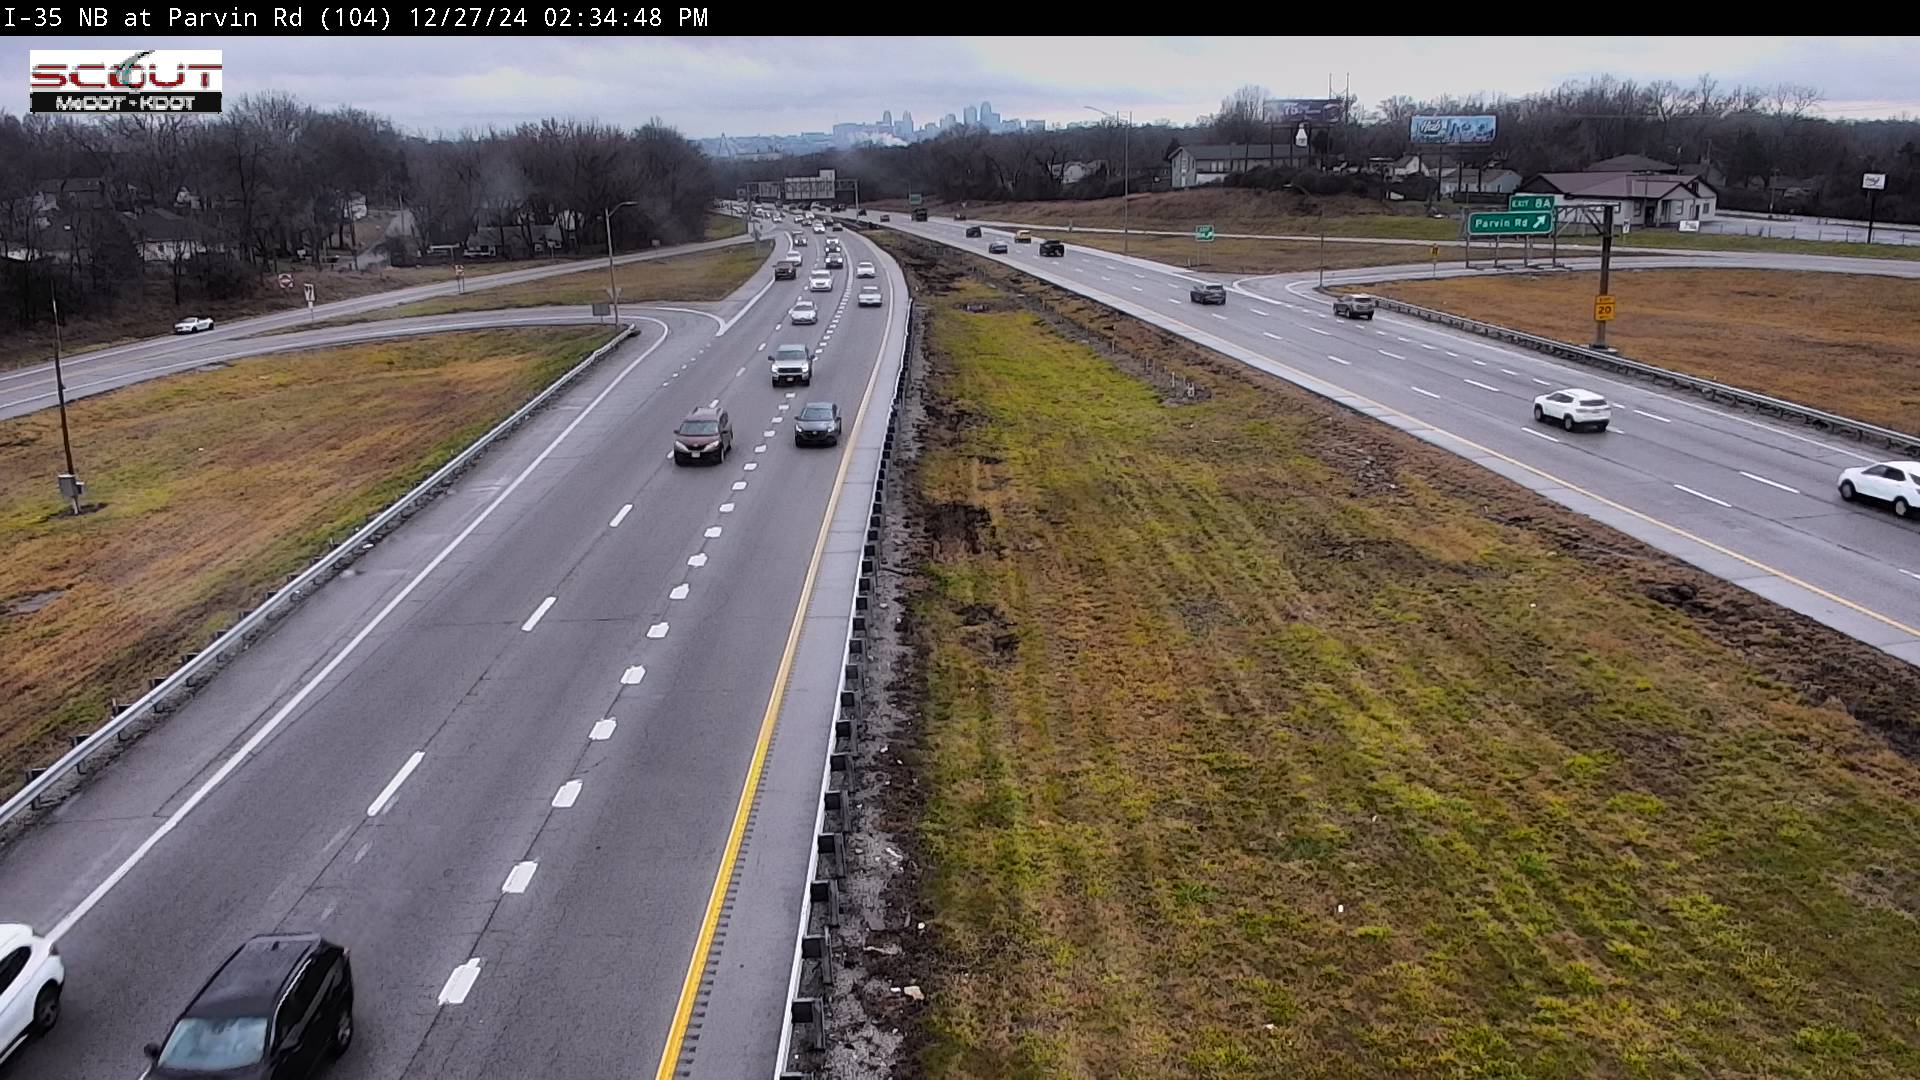 I-35 NB at Parvin Rd (104) 12/27/24 02:34:48 PM
SCOUT
MoDOT - KDOT
EXIT 8A
Parvin Rd
EXIT
20